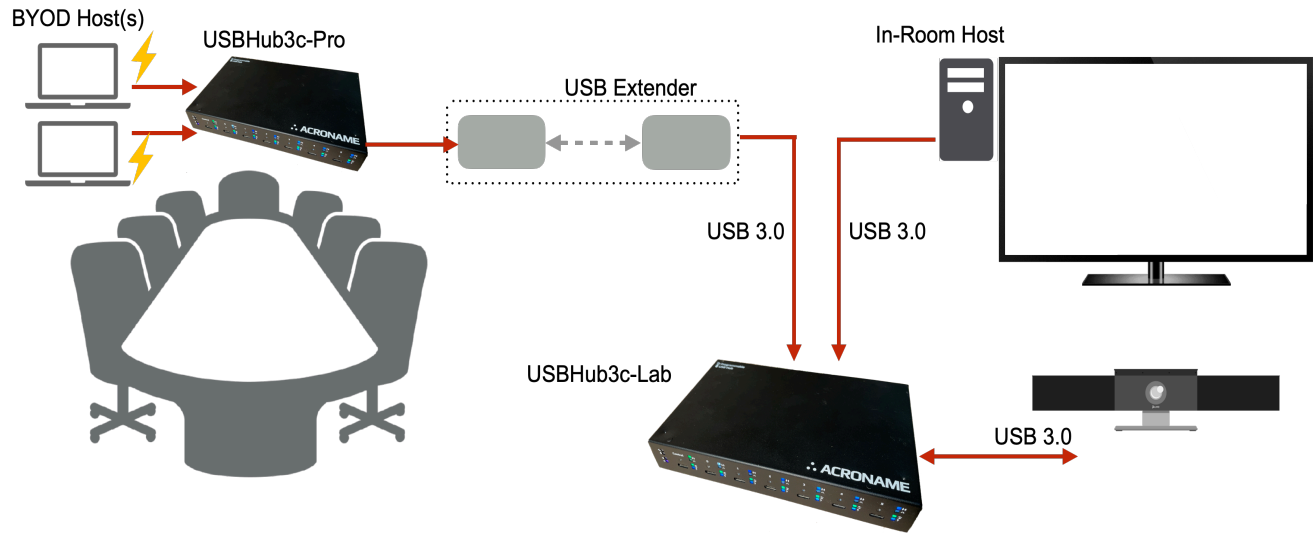 BYOD Host(s)
USBHub3c-Pro
In-Room Host
USB Extender
ACRONAME
USB 3.0
USB 3.0
USBHub3c-Lab
USB 3.0
ACRONAME